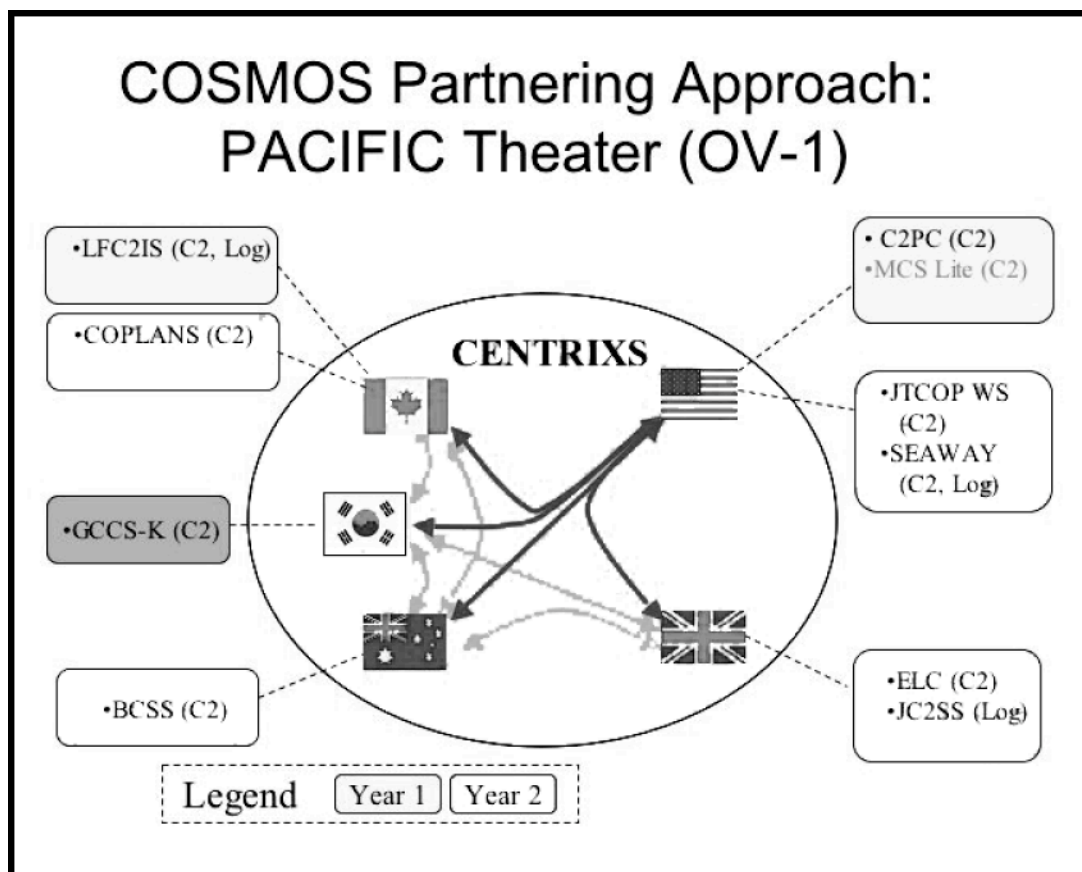 COSMOS Partnering Approach:
PACIFIC Theater (OV-1)
•LFC2IS (C2, Log)
•COPLANS (C2)
•GCCS-K (C2)
•BCSS (C2)
CENTRIXS
• C2PC (C2)
•MCS Lite (C2)
•JTCOP WS
(C2)
•SEAWAY
(C2, Log)
•ELC (C2)
•JC2SS (Log)
Legend
Year 1
Year 2